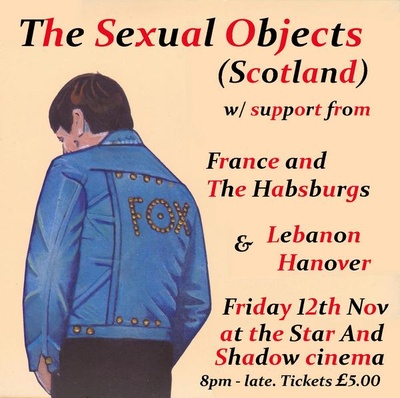 The Sexual Objects
(Scotland)
w/ support from
France and
The Habsburgs
FOX
& Lebanon
Hanover
Friday 12th Nov
at the Star And
Shadow cinema
8pm - late. Tickets £5.00